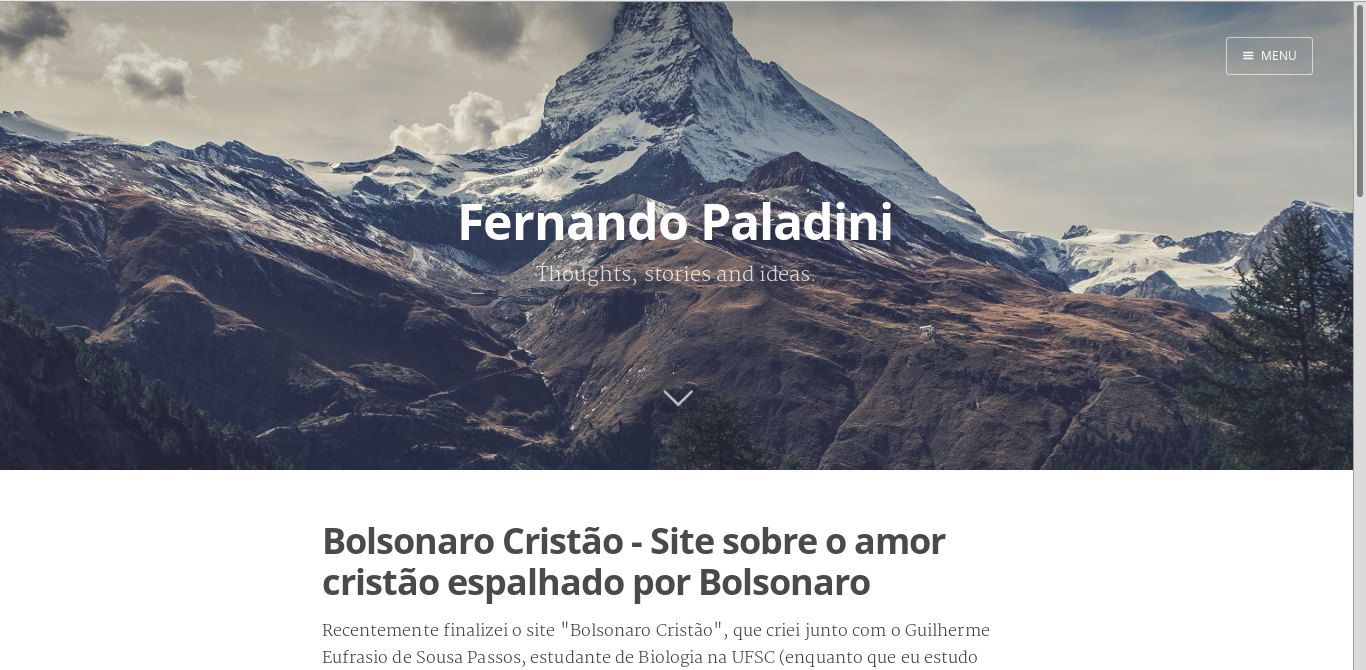 MENU
Fernando Paladini
Thoughts, stories and ideas.
Bolsonaro Cristão - Site sobre o amor
cristão espalhado por Bolsonaro
Recentemente finalizei o site "Bolsonaro Cristão", que criei junto com o Guilherme
Eufrasio de Sousa Passos, estudante de Biologia na UFSC (enquanto que eu estudo